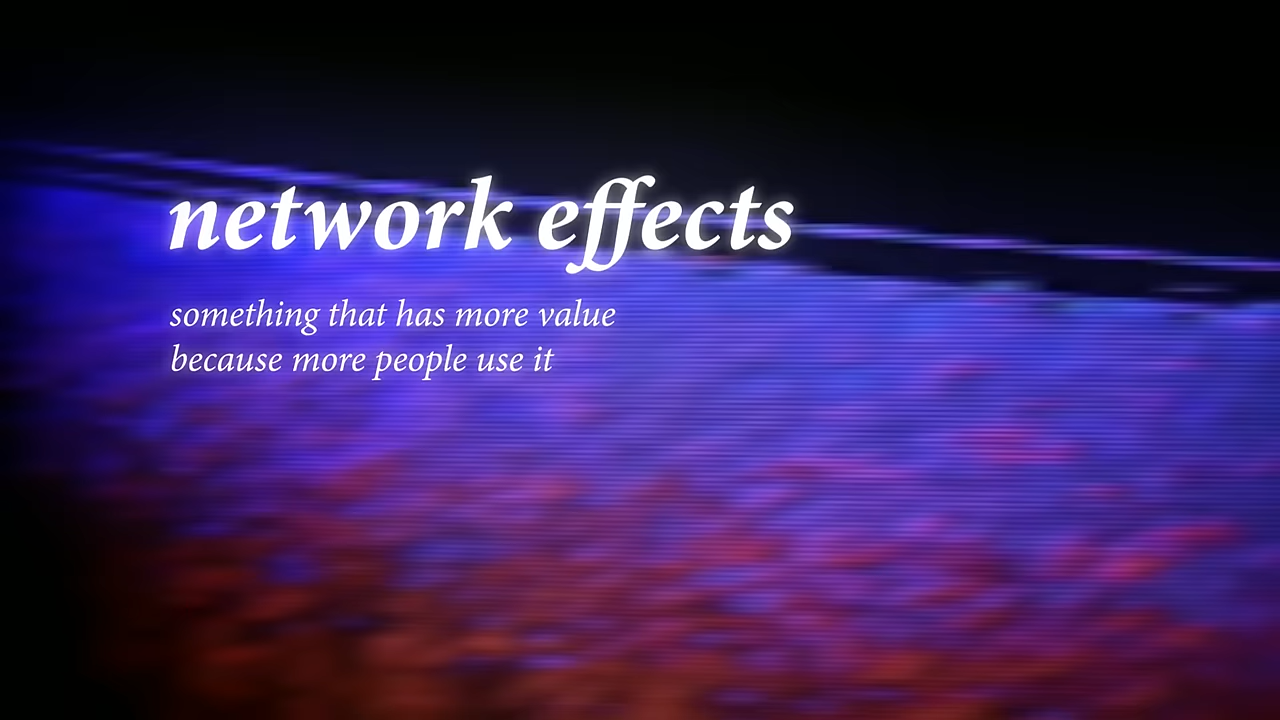 network effects
something that has more value
because more people use it